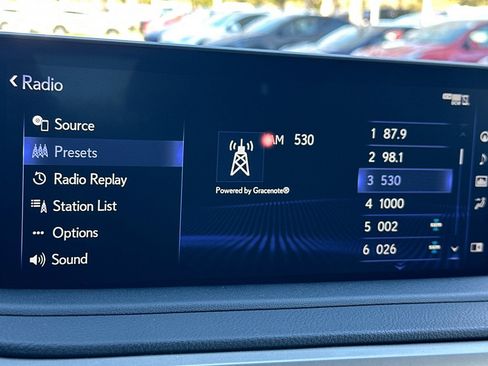 Radio
Source
Presets
Radio Replay
Station List
Options
Sound
AM 530
Powered by Gracenote®
1 87.9
2 98.1
3 530
4 1000
5 002
6 026